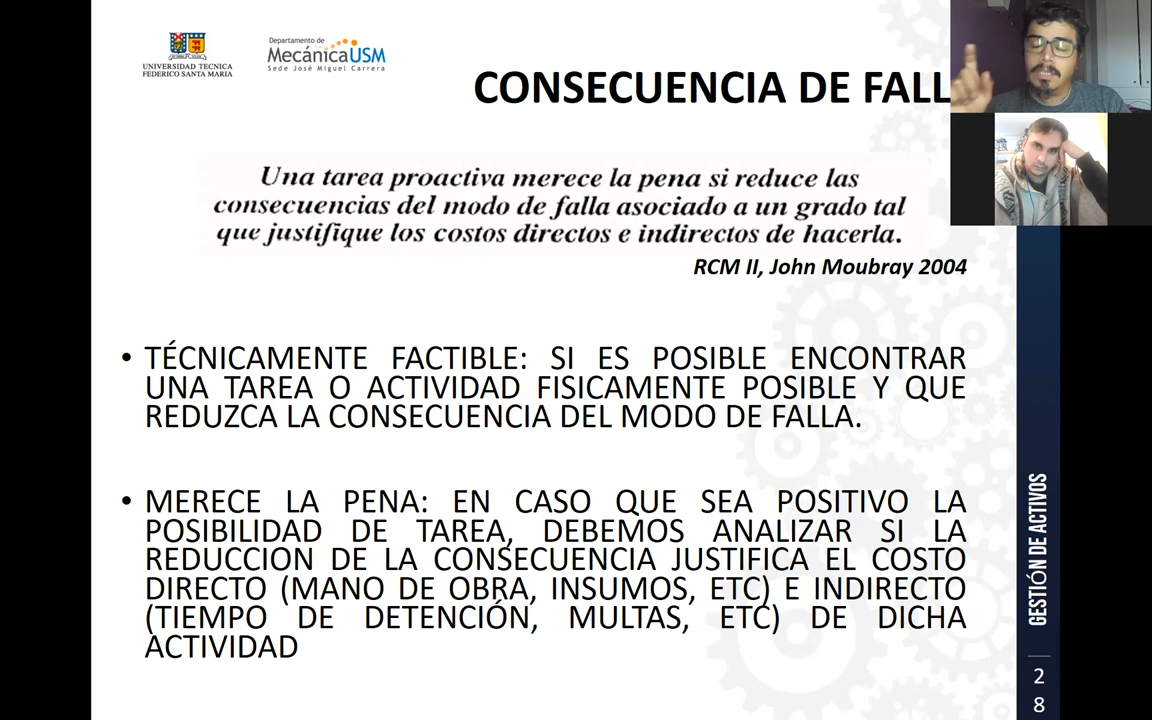 UNIVERSIDAD TECNICA
FEDERICO SANTA MARIA
Departamento de
MecánicaUSM
Sede José Miguel Carrera
CONSECUENCIA DE FALL
Una tarea proactiva merece la pena si reduce las
consecuencias del modo de falla asociado a un grado tal
que justifique los costos directos e indirectos de hacerla.
RCM II, John Moubray 2004
• TÉCNICAMENTE FACTIBLE: SI ES POSIBLE ENCONTRAR
UNA TAREA O ACTIVIDAD FISICAMENTE POSIBLE Y QUE
REDUZCA LA CONSECUENCIA DEL MODO DE FALLA.
• MERECE LA PENA: EN CASO QUE SEA POSITIVO LA
POSIBILIDAD DE TAREA, DEBEMOS ANALIZAR SI LA
REDUCCION DE LA CONSECUENCIA JUSTIFICA EL COSTO
DIRECTO (MANO DE OBRA, INSUMOS, ETC) E INDIRECTO
(TIEMPO DE DETENCIÓN, MULTAS, ETC) DE DICHA
ACTIVIDAD
GESTIÓN DE ACTIVOS
2
8